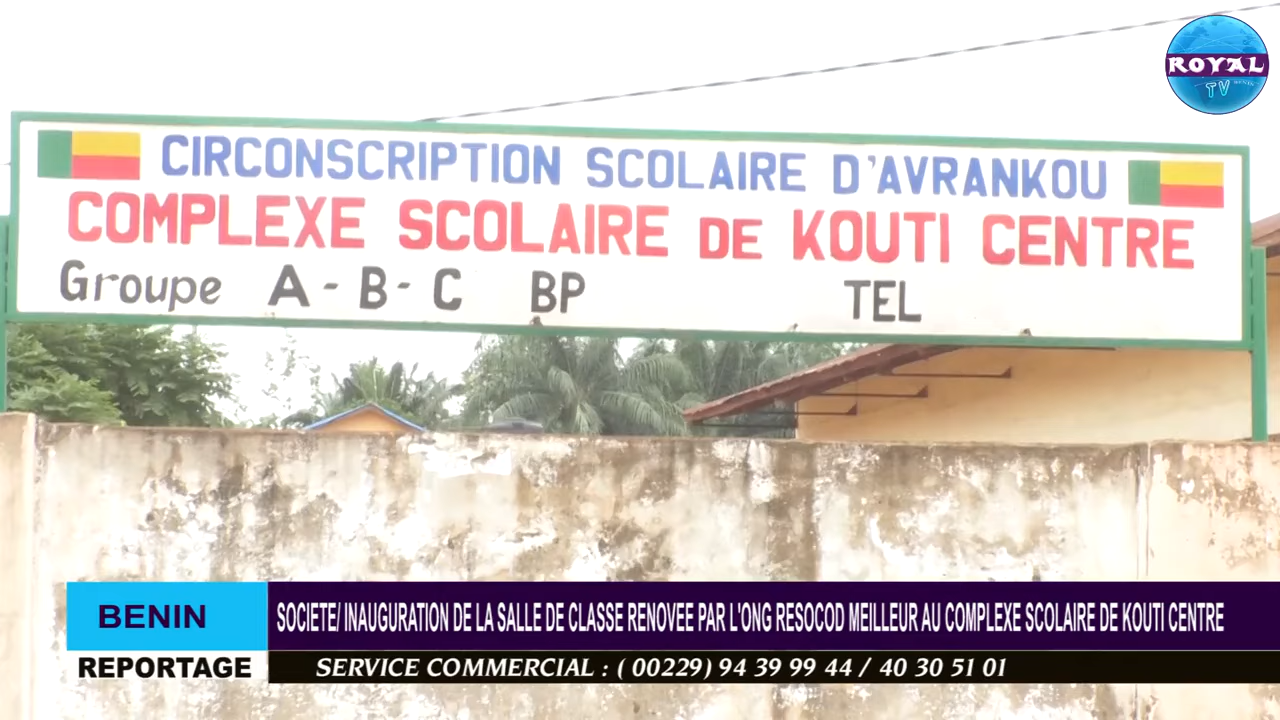 ROYAL
TV BENIN
CIRCONSCRIPTION SCOLAIRE D'AVRANKOU
COMPLEXE SCOLAIRE DE KOUTI CENTRE
Groupe A - B - C BP TEL
BENIN
SOCIETE/ INAUGURATION DE LA SALLE DE CLASSE RENOVEE PAR L'ONG RESOCOD MEILLEUR AU COMPLEXE SCOLAIRE DE KOUTI CENTRE
REPORTAGE
SERVICE COMMERCIAL : ( 00229) 94 39 99 44 / 40 30 51 01